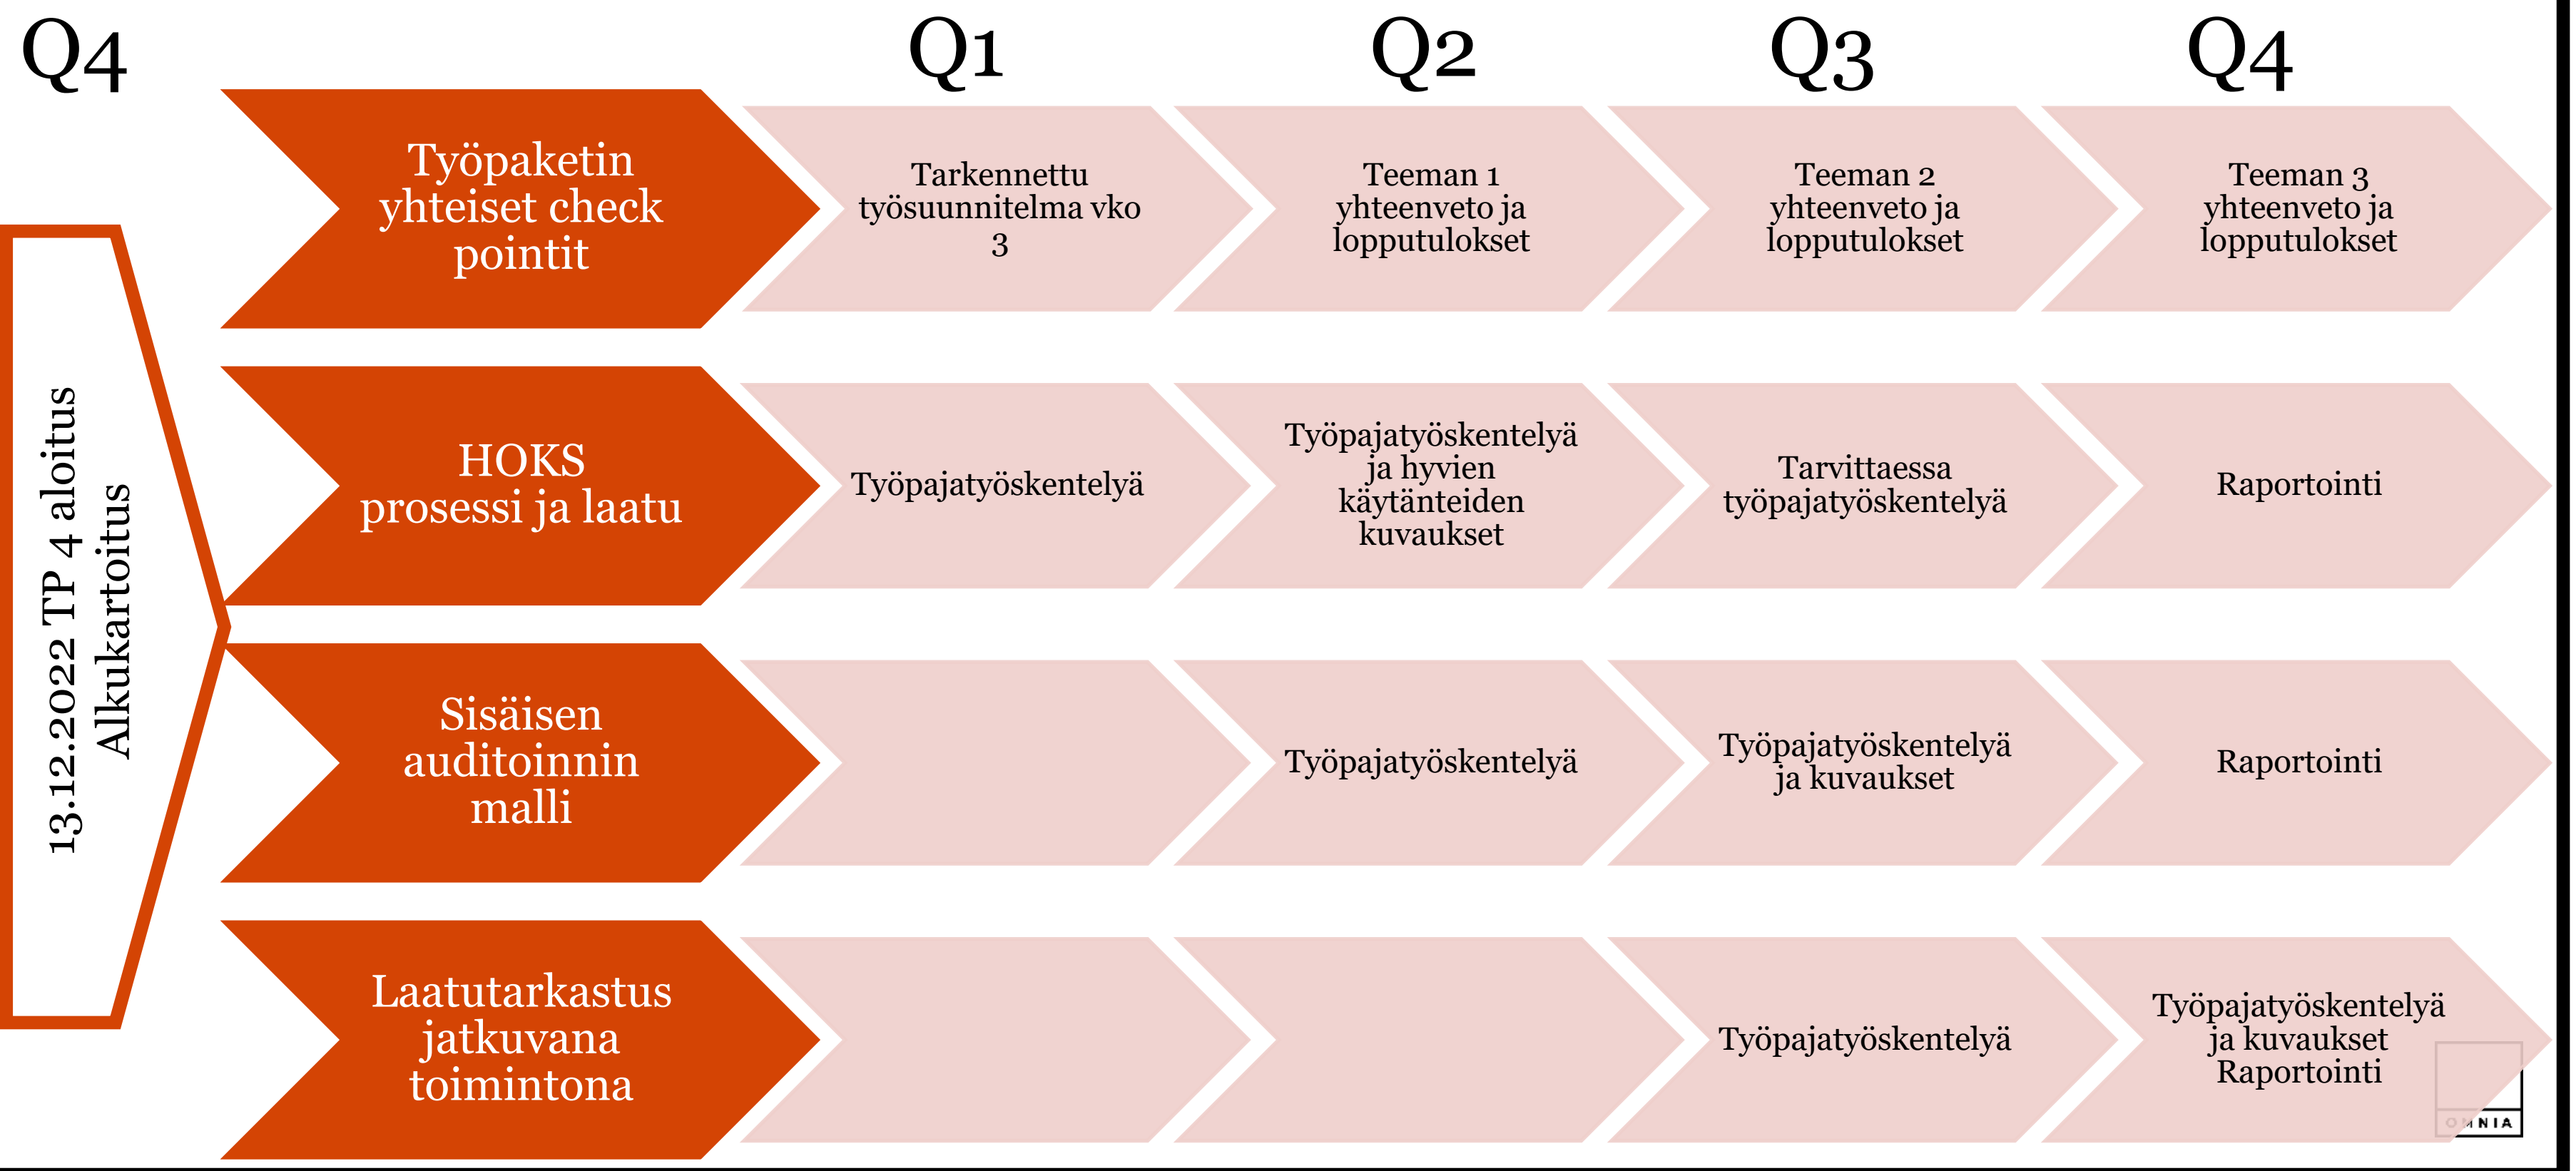 Q4
Q1
Q2
Q3
Q4
13.12.2022 TP 4 aloitus
Alkukartoitus
Työpaketin
yhteiset check
pointit
Tarkennettu
työsuunnitelma vko
3
Teeman 1
yhteenveto ja
lopputulokset
Teeman 2
yhteenveto ja
lopputulokset
Teeman 3
yhteenveto ja
lopputulokset
HOKS
prosessi ja laatu
Työpajatyöskentelyä
Työpajatyöskentelyä
ja hyvien
käytänteiden
kuvaukset
Tarvittaessa
työpajatyöskentelyä
Raportointi
Sisäisen
auditoinnin
malli
Työpajatyöskentelyä
Työpajatyöskentelyä
ja kuvaukset
Raportointi
Laatutarkastus
jatkuvana
toimintona
Työpajatyöskentelyä
Työpajatyöskentelyä
ja kuvaukset
Raportointi
OMNIA